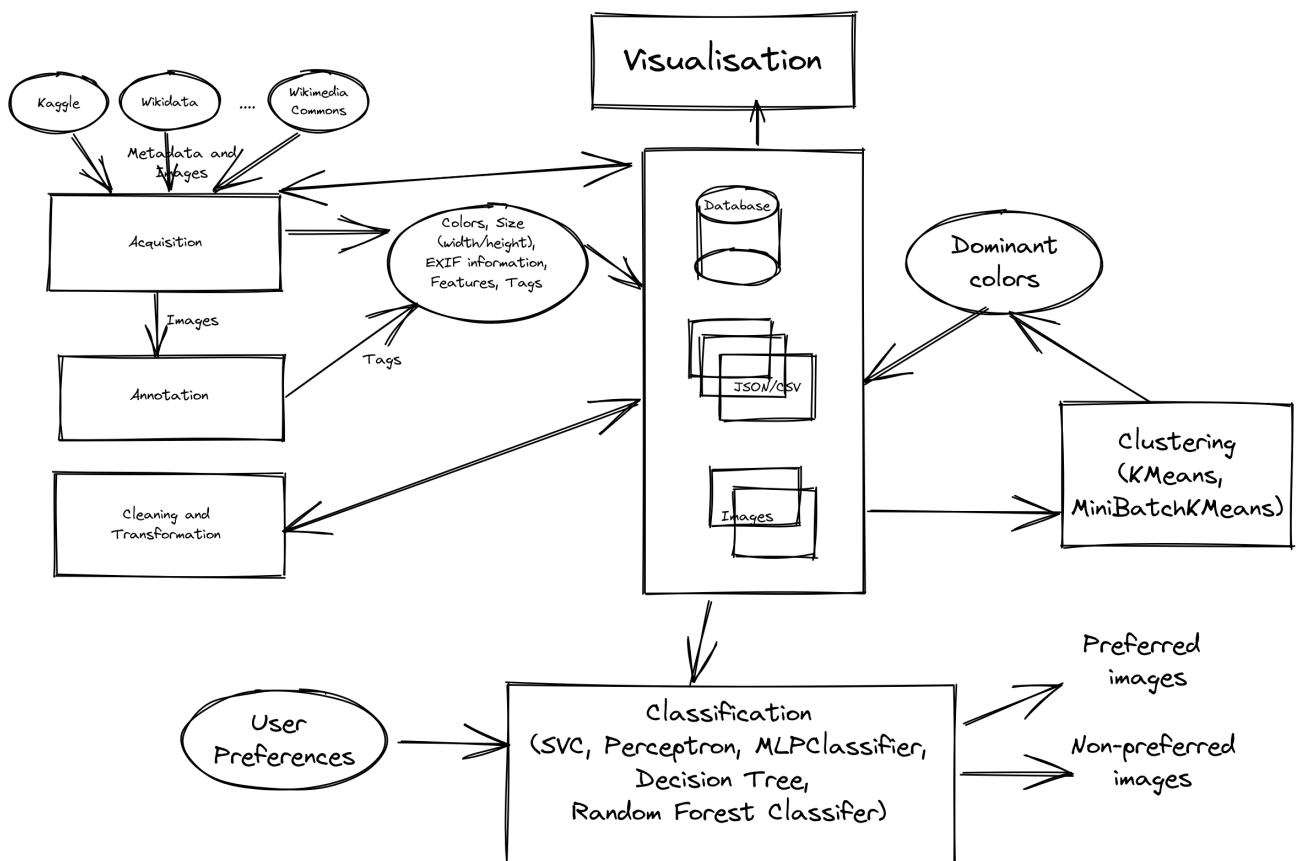 Visualisation
Kaggle
Wikidata
....
Wikimedia
Commons
Metadata and
Images
Acquisition
Colors, Size
(width/height),
EXIF information,
Features, Tags
Database
Dominant
colors
Images
Tags
Annotation
JSON/CSV
Clustering
(KMeans,
MiniBatchKMeans)
Cleaning and
Transformation
Images
User
Preferences
Classification
(SVC, Perceptron, MLPClassifier,
Decision Tree,
Random Forest Classifer)
Preferred
images
Non-preferred
images